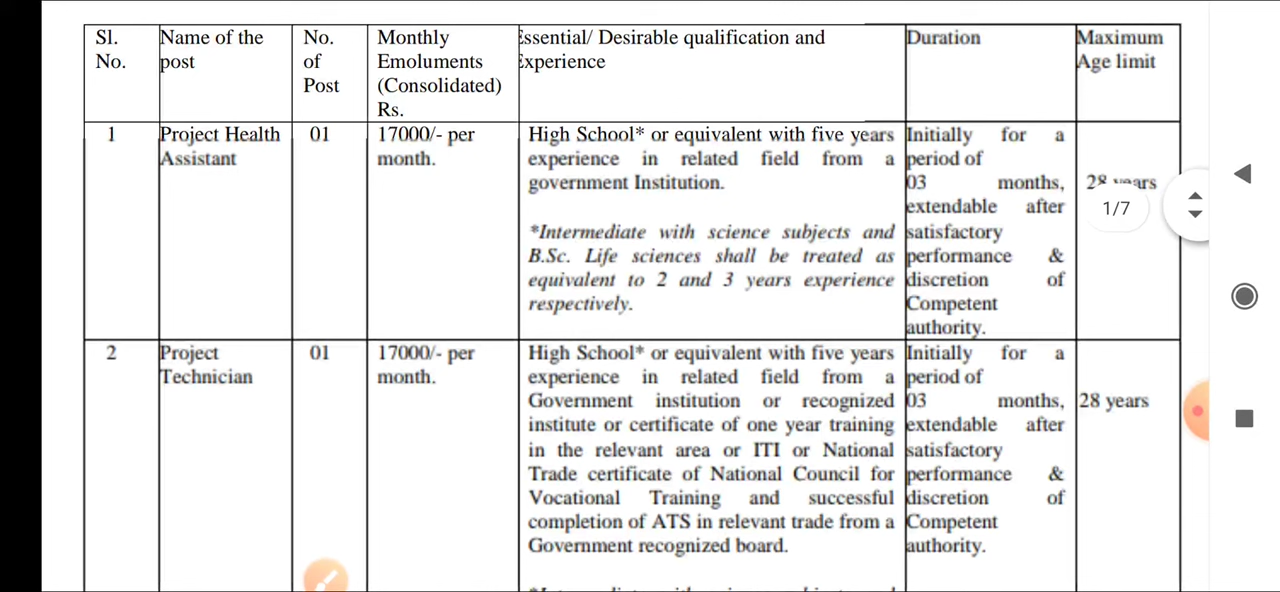 Sl. No.
Name of the post
No. of Post
Monthly Emoluments (Consolidated) Rs.
Essential/ Desirable qualification and Experience
Duration
Maximum Age limit
1
Project Health
Assistant
01
17000/- per
month.
High School* or equivalent with five years
experience in related field from a
government Institution.
*Intermediate with science subjects and
B.Sc. Life sciences shall be treated as
equivalent to 2 and 3 years experience
respectively.
Initially for a
period of
03 months,
extendable after
satisfactory
performance &
discretion of
Competent
authority.
28 years
1/7
2
Project
Technician
01
17000/- per
month.
High School* or equivalent with five years
experience in related field from a
Government institution or recognized
institute or certificate of one year training
in the relevant area or ITI or National
Trade certificate of National Council for
Vocational Training and successful
completion of ATS in relevant trade from a
Government recognized board.
Initially for a
period of
03 months,
extendable after
satisfactory
performance &
discretion of
Competent
authority.
28 years